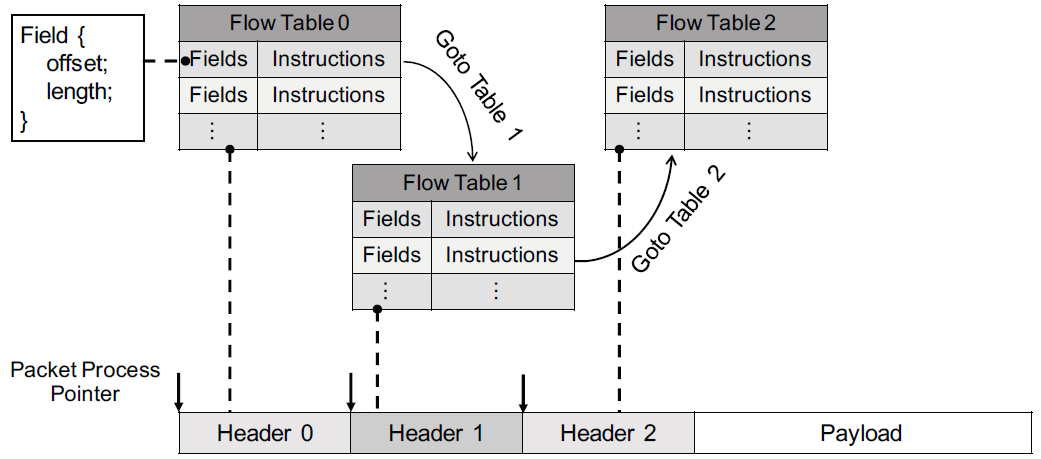 Field {
offset;
length;
}
Flow Table 0
Fields Instructions
Fields Instructions
⋮ ⋮
Goto Table 1
Flow Table 1
Fields Instructions
Fields Instructions
⋮ ⋮
Goto Table 2
Flow Table 2
Fields Instructions
Fields Instructions
⋮ ⋮
Packet Process
Pointer
Header 0 Header 1 Header 2 Payload